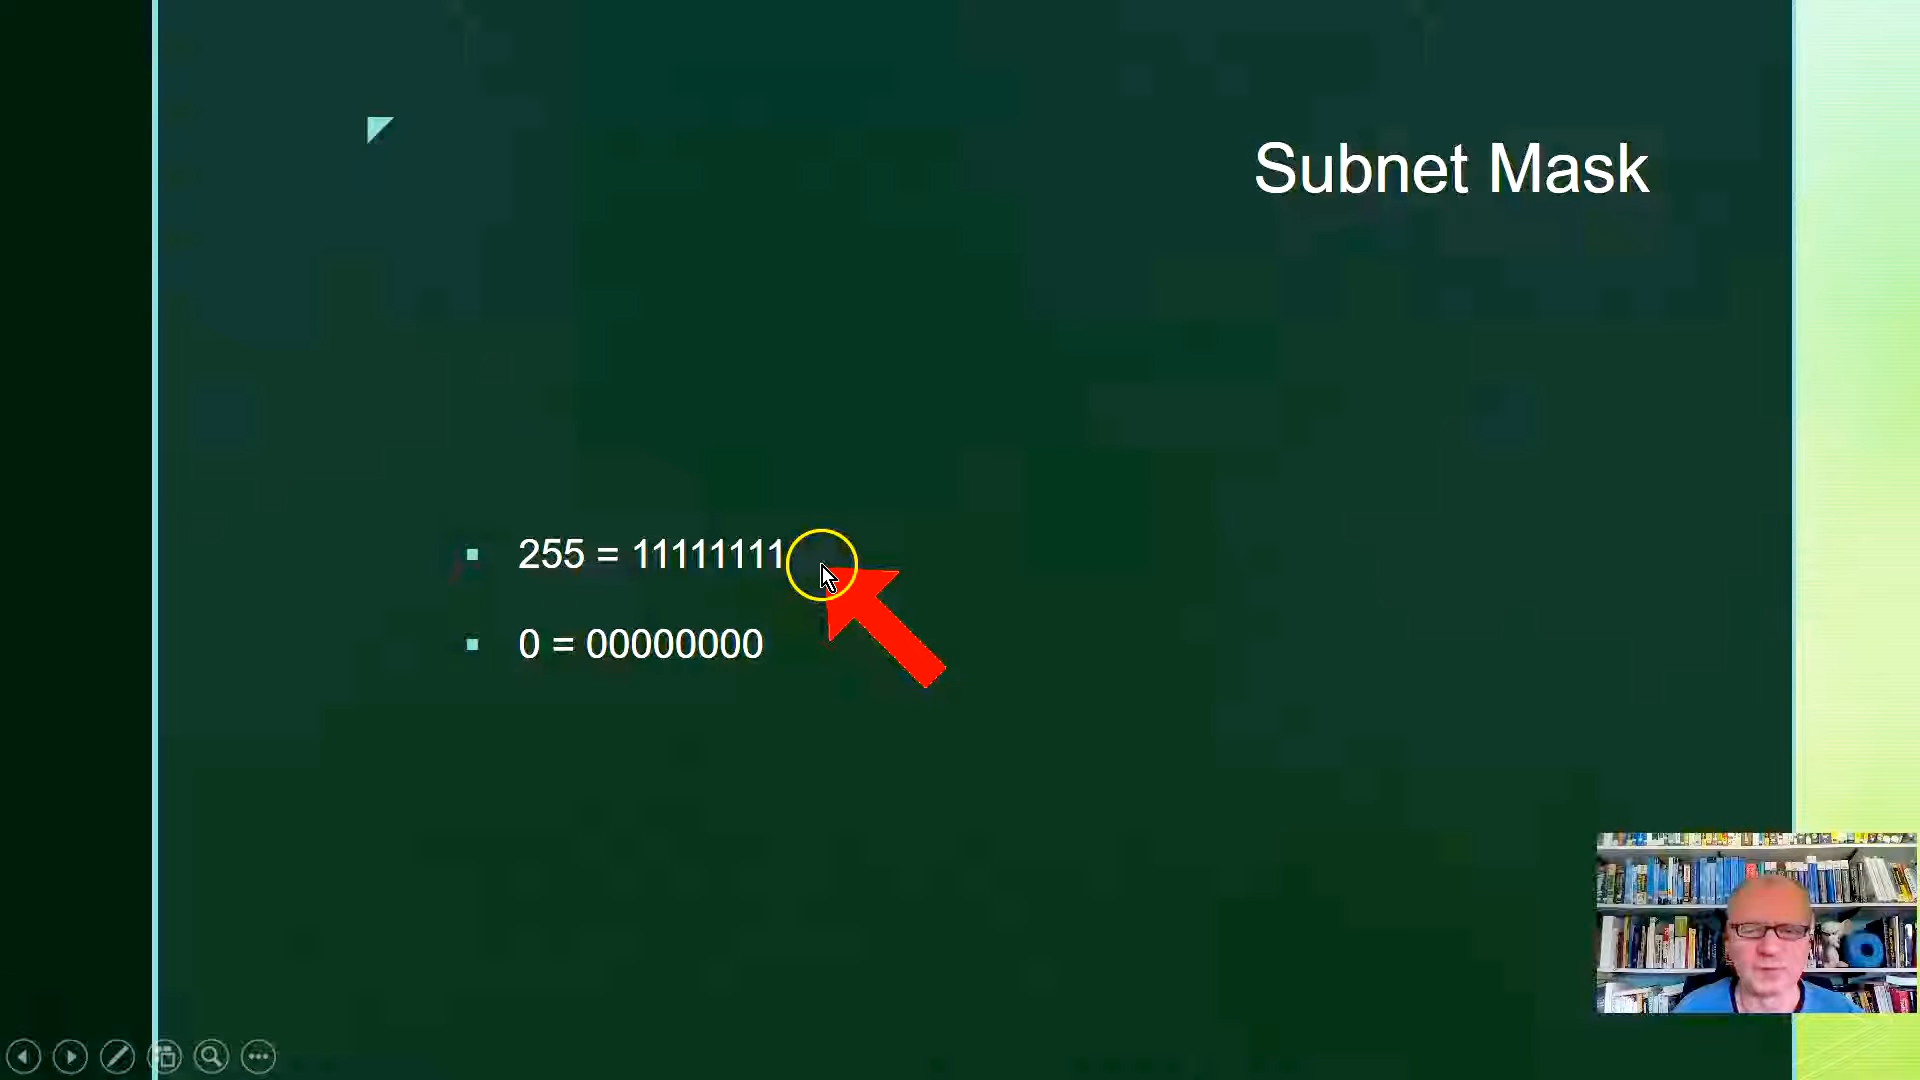 Subnet Mask
255 = 11111111
0 = 00000000